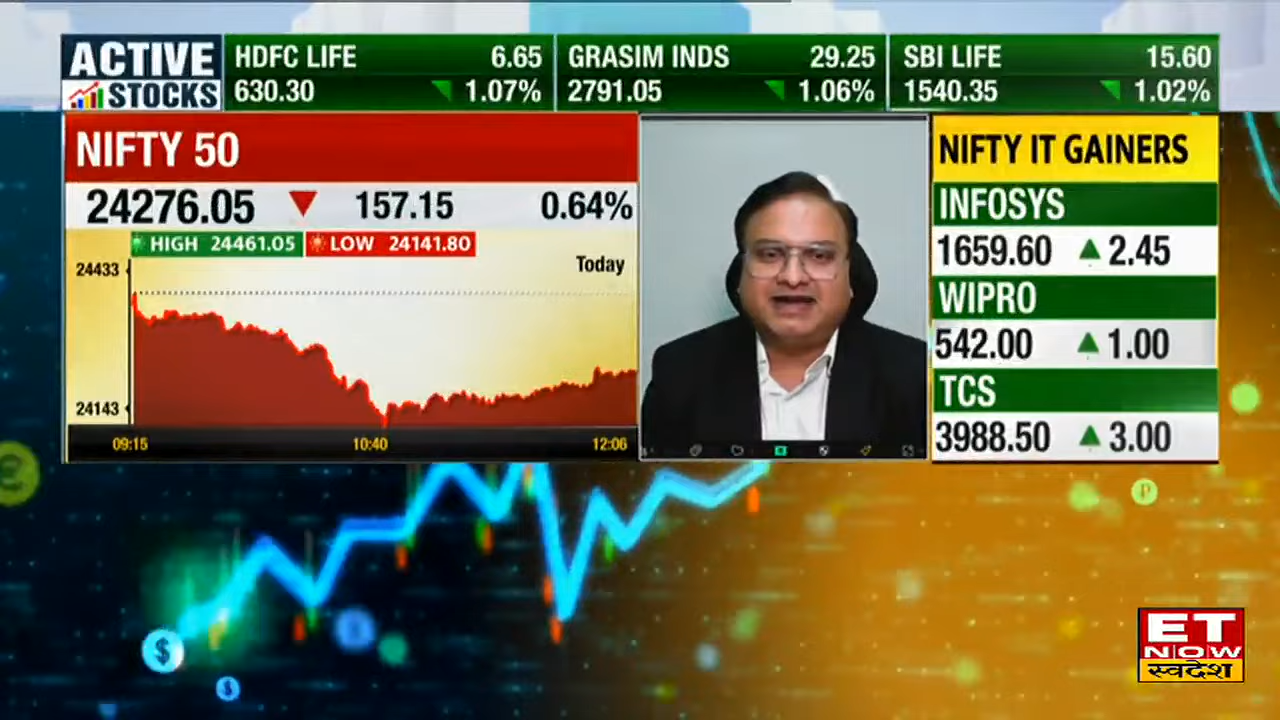 ACTIVE
STOCKS
HDFC LIFE 6.65
630.30 1.07%
GRASIM INDS 29.25
2791.05 1.06%
SBI LIFE 15.60
1540.35 1.02%
NIFTY 50
24276.05 ▼ 157.15 0.64%
HIGH 24461.05 LOW 24141.80
Today
24433
24143
09:15 10:40 12:06
NIFTY IT GAINERS
INFOSYS
1659.60 ▲ 2.45
WIPRO
542.00 ▲ 1.00
TCS
3988.50 ▲ 3.00
$
$
ET
NOW
स्वदेश